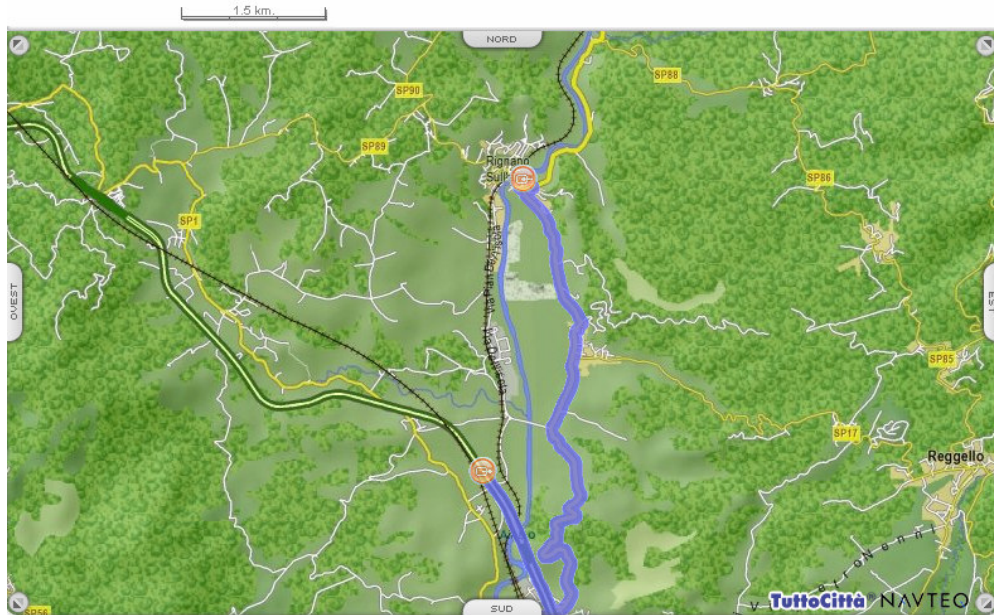 1.5 km.
NORD
SP88
SP90
SP89
Rignano
Sull'
SP86
SP1
OVEST
EST
SP85
SP17
Reggello
SP56
SUD
TuttoCittà® NAVTEQ